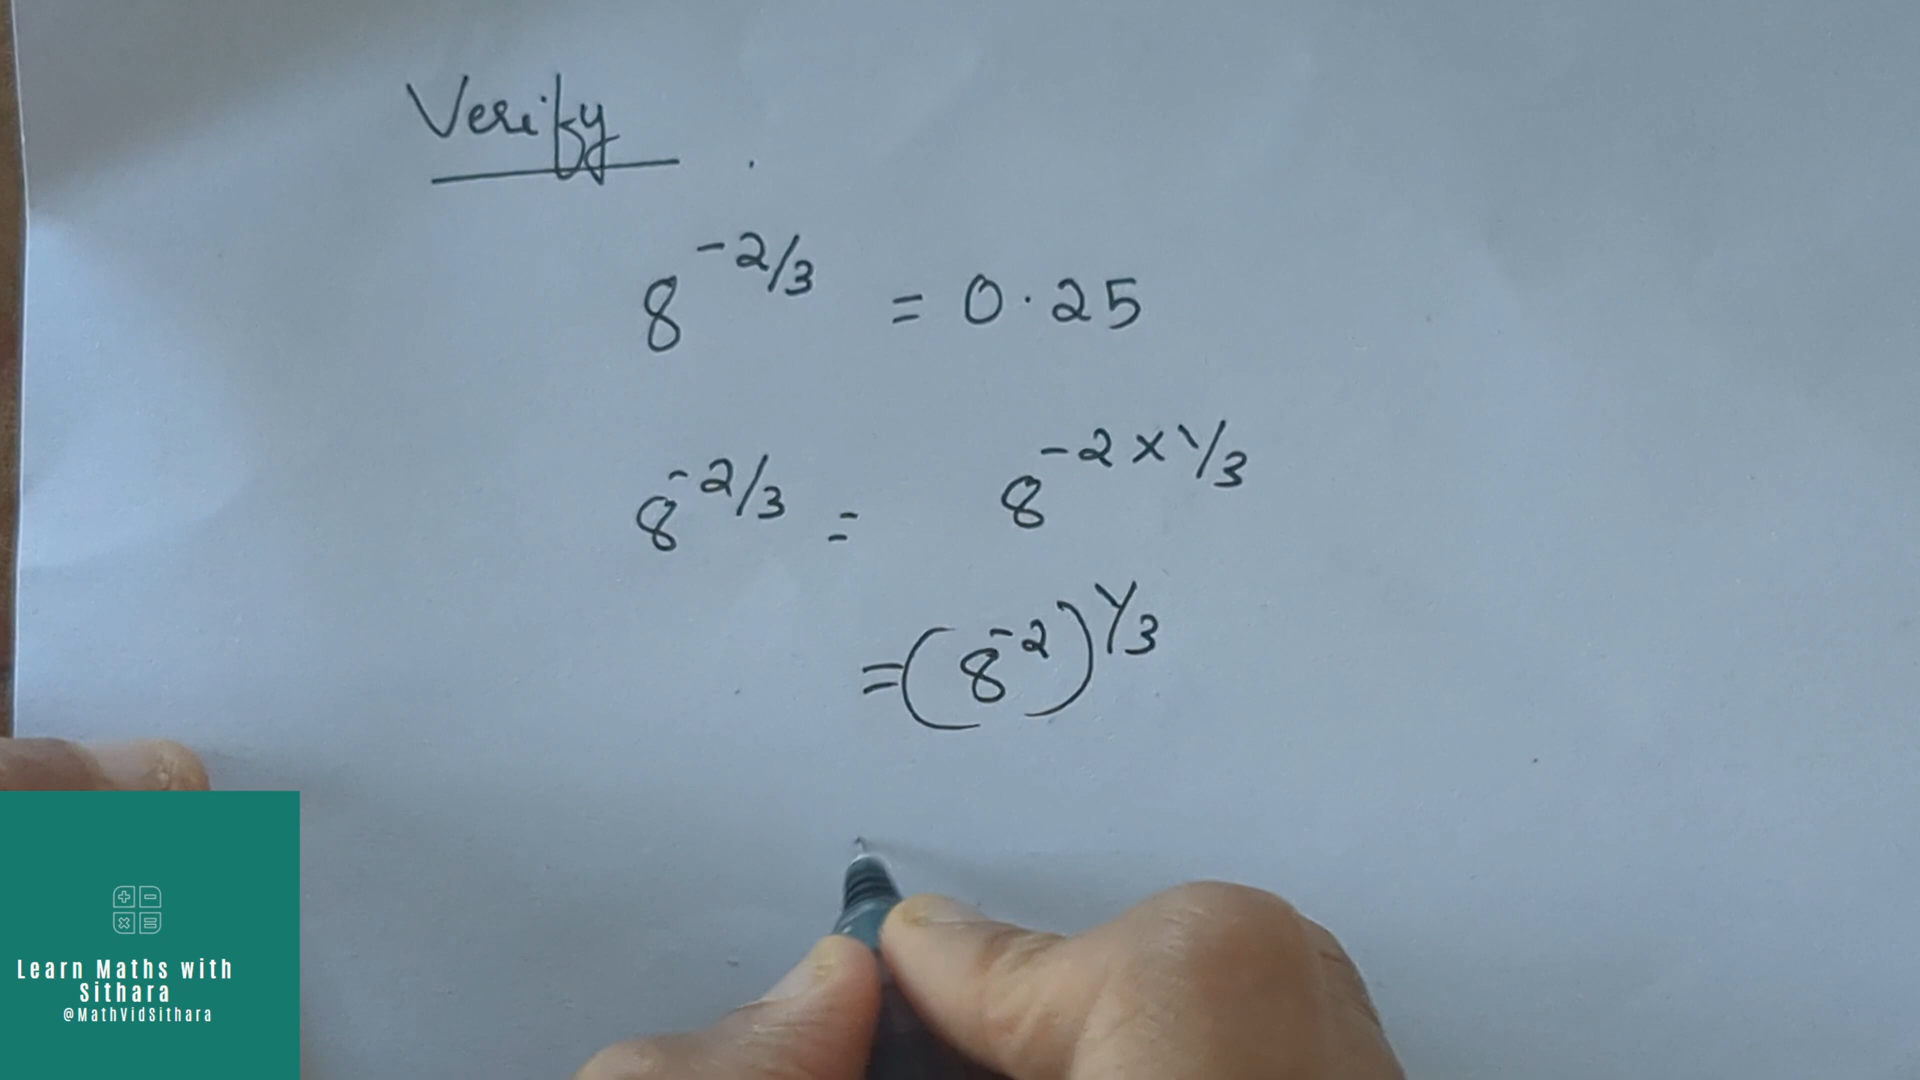 Verify
8^{-2/3} = 0.25
8^{-2/3} = 8^{-2 × 1/3}
= (8^{-2})^{1/3}
Learn Maths with
Sithara
@MathVidSithara